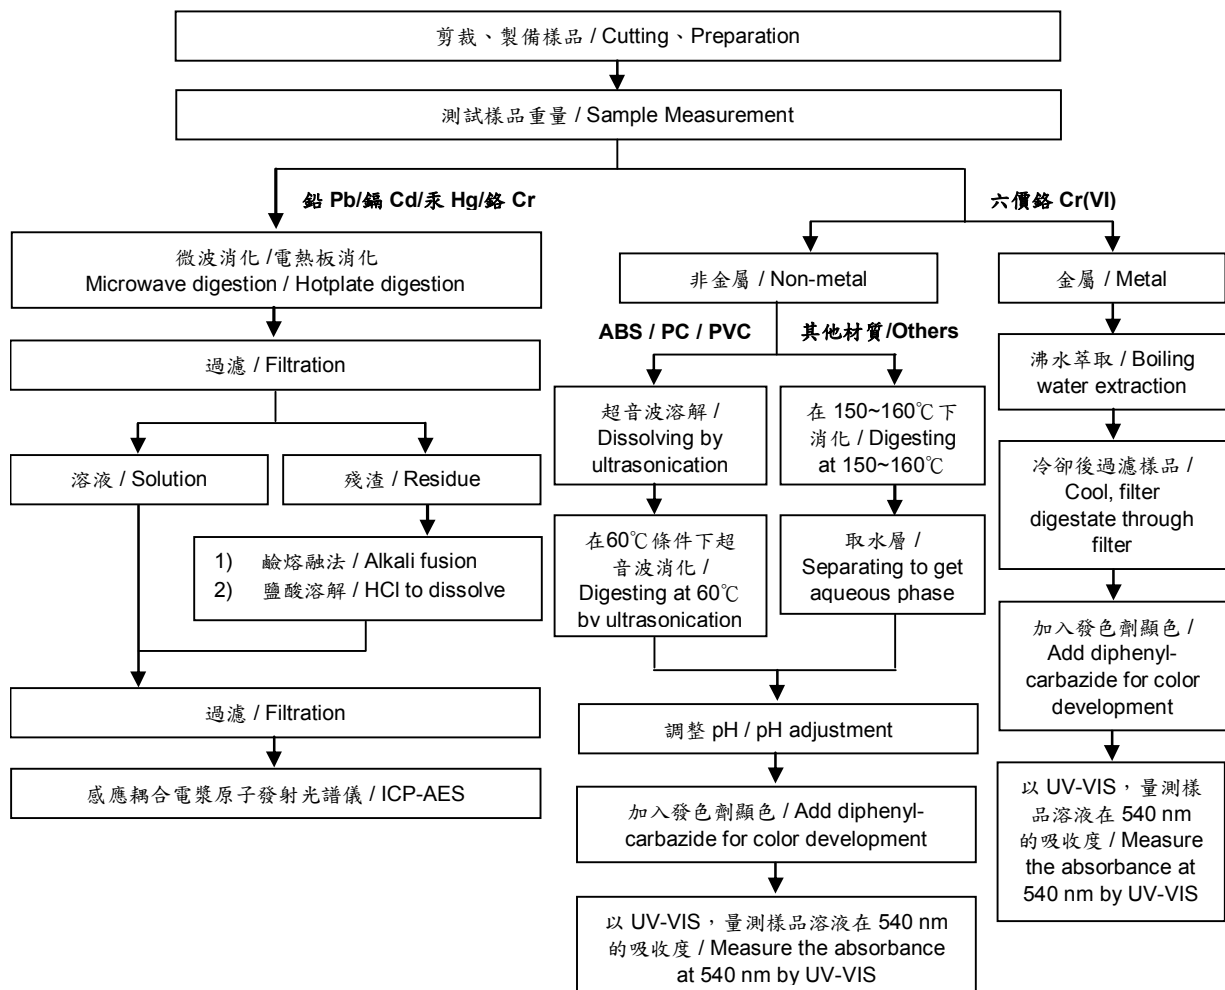 剪裁、製備樣品 / Cutting、Preparation
測試樣品重量 / Sample Measurement
鉛 Pb/鎘 Cd/汞 Hg/鉻 Cr
六價鉻 Cr(VI)
微波消化 /電熱板消化
Microwave digestion / Hotplate digestion
過濾 / Filtration
溶液 / Solution
殘渣 / Residue
1) 鹼熔融法 / Alkali fusion
2) 鹽酸溶解 / HCl to dissolve
過濾 / Filtration
感應耦合電漿原子發射光譜儀 / ICP-AES
非金屬 / Non-metal
ABS / PC / PVC
其他材質/Others
超音波溶解 /
Dissolving by
ultrasonication
在60℃條件下超
音波消化 /
Digesting at 60℃
by ultrasonication
在 150~160℃下
消化 / Digesting
at 150~160℃
取水層 /
Separating to get
aqueous phase
調整 pH / pH adjustment
加入發色劑顯色 / Add diphenyl-
carbazide for color development
以 UV-VIS，量測樣品溶液在 540 nm
的吸收度 / Measure the absorbance
at 540 nm by UV-VIS
金屬 / Metal
沸水萃取 / Boiling
water extraction
冷卻後過濾樣品 /
Cool, filter
digestate through
filter
加入發色劑顯色 /
Add diphenyl-
carbazide for color
development
以 UV-VIS，量測樣
品溶液在 540 nm
的吸收度 / Measure
the absorbance at
540 nm by UV-VIS